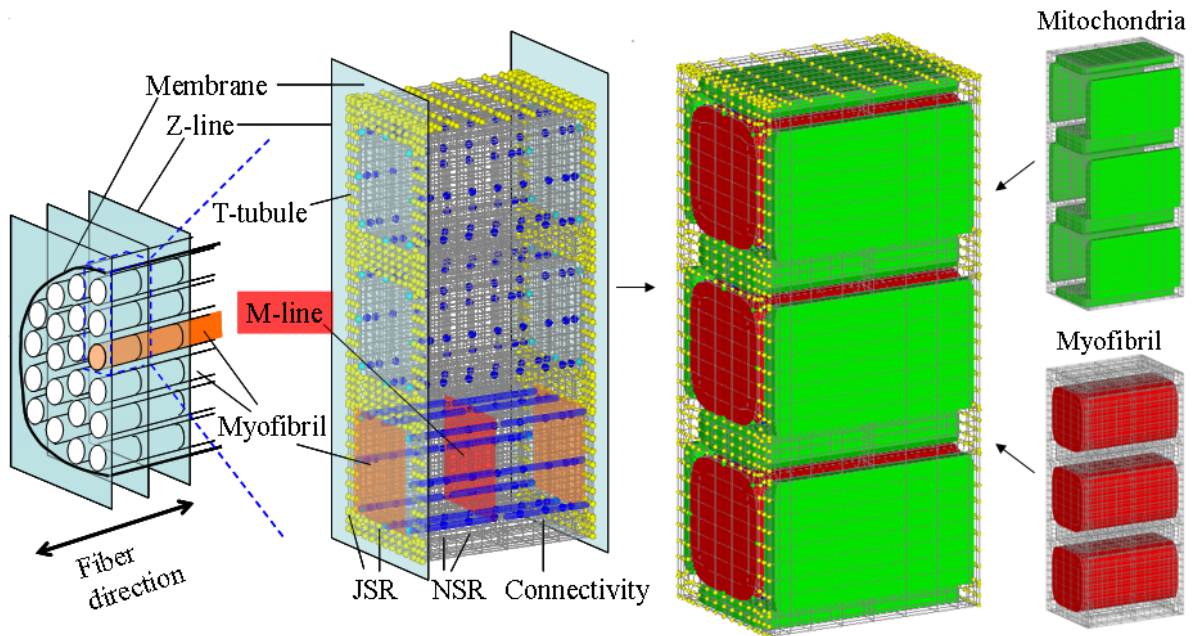 Mitochondria
Membrane
Z-line
T-tubule
M-line
Myofibril
Myofibril
JSR
NSR
Connectivity
Fiber
direction